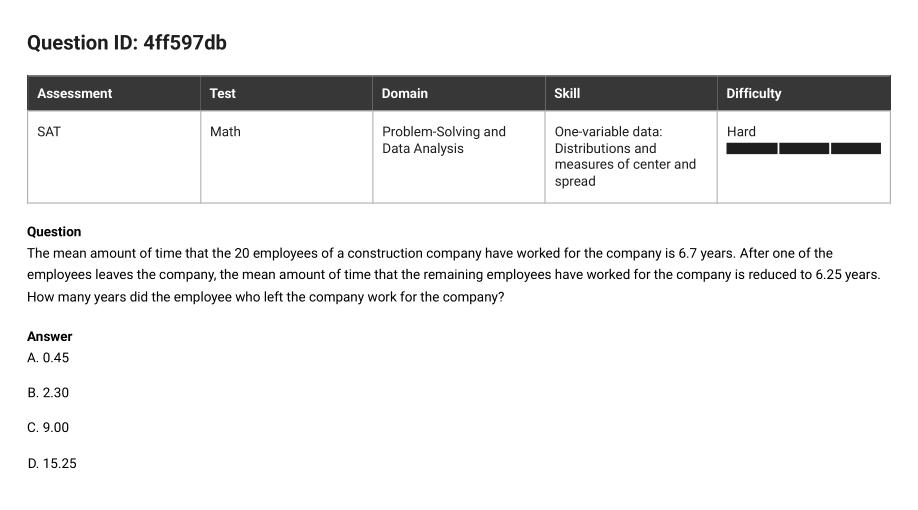 Question ID: 4ff597db
Assessment Test Domain Skill Difficulty
SAT Math Problem-Solving and Data Analysis One-variable data: Distributions and measures of center and spread Hard
Question
The mean amount of time that the 20 employees of a construction company have worked for the company is 6.7 years. After one of the
employees leaves the company, the mean amount of time that the remaining employees have worked for the company is reduced to 6.25 years.
How many years did the employee who left the company work for the company?
Answer
A. 0.45
B. 2.30
C. 9.00
D. 15.25